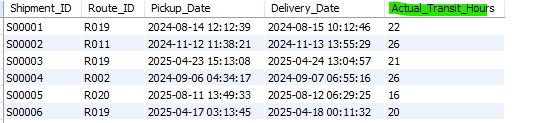 Shipment_ID Route_ID Pickup_Date Delivery_Date Actual_Transit_Hours
S00001 R019 2024-08-14 12:12:39 2024-08-15 10:12:46 22
S00002 R011 2024-11-12 11:38:21 2024-11-13 13:55:29 26
S00003 R019 2025-04-23 15:13:08 2025-04-24 13:04:57 21
S00004 R002 2024-09-06 04:34:17 2024-09-07 06:55:16 26
S00005 R020 2025-08-11 13:49:33 2025-08-12 06:29:25 16
S00006 R019 2025-04-17 03:13:45 2025-04-18 00:11:32 20